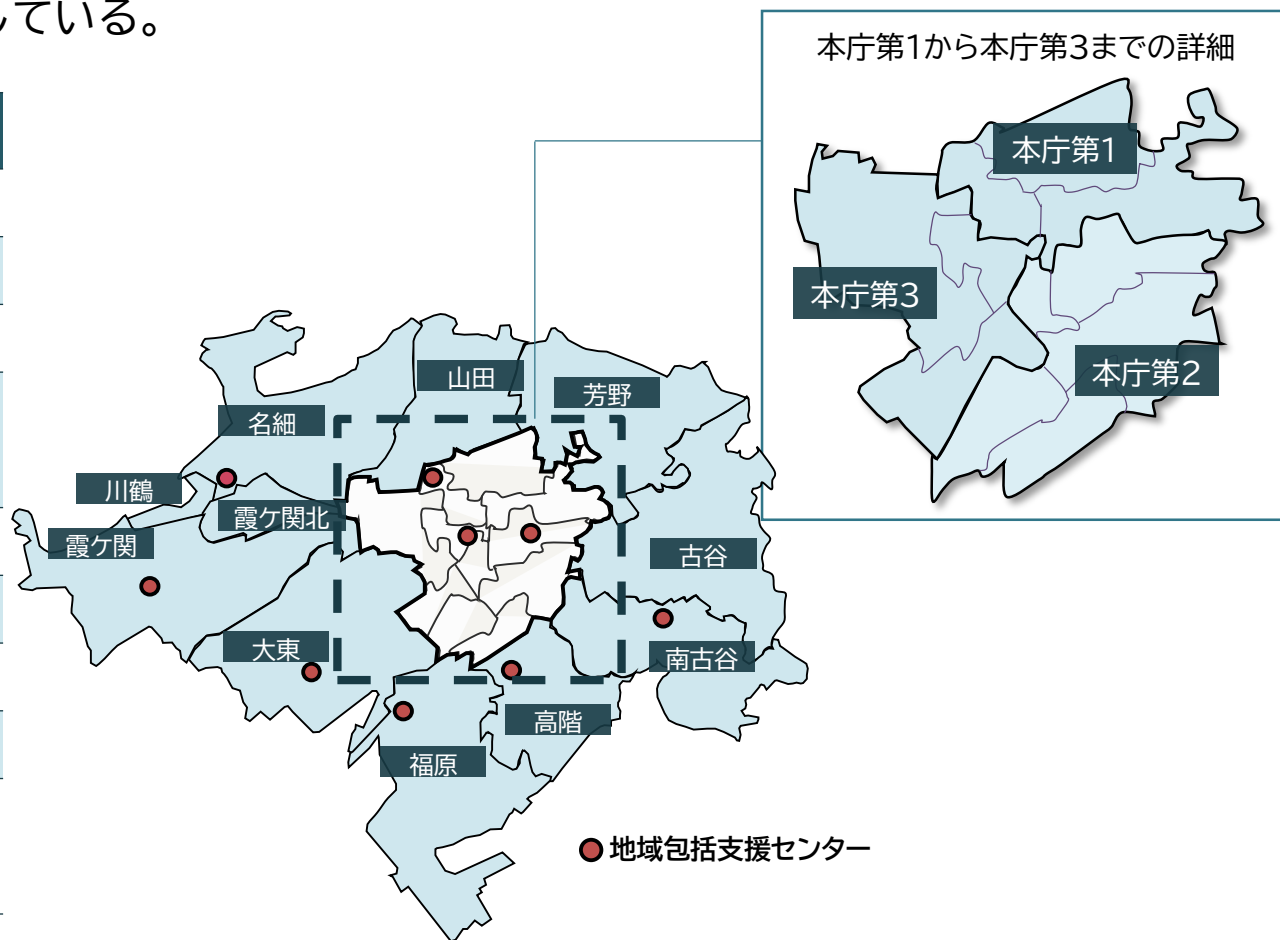 している。
本庁第1から本庁第3までの詳細
本庁第1
本庁第3
本庁第2
山田
芳野
名細
川鶴
霞ケ関北
霞ケ関
古谷
大東
南古谷
高階
福原
地域包括支援センター